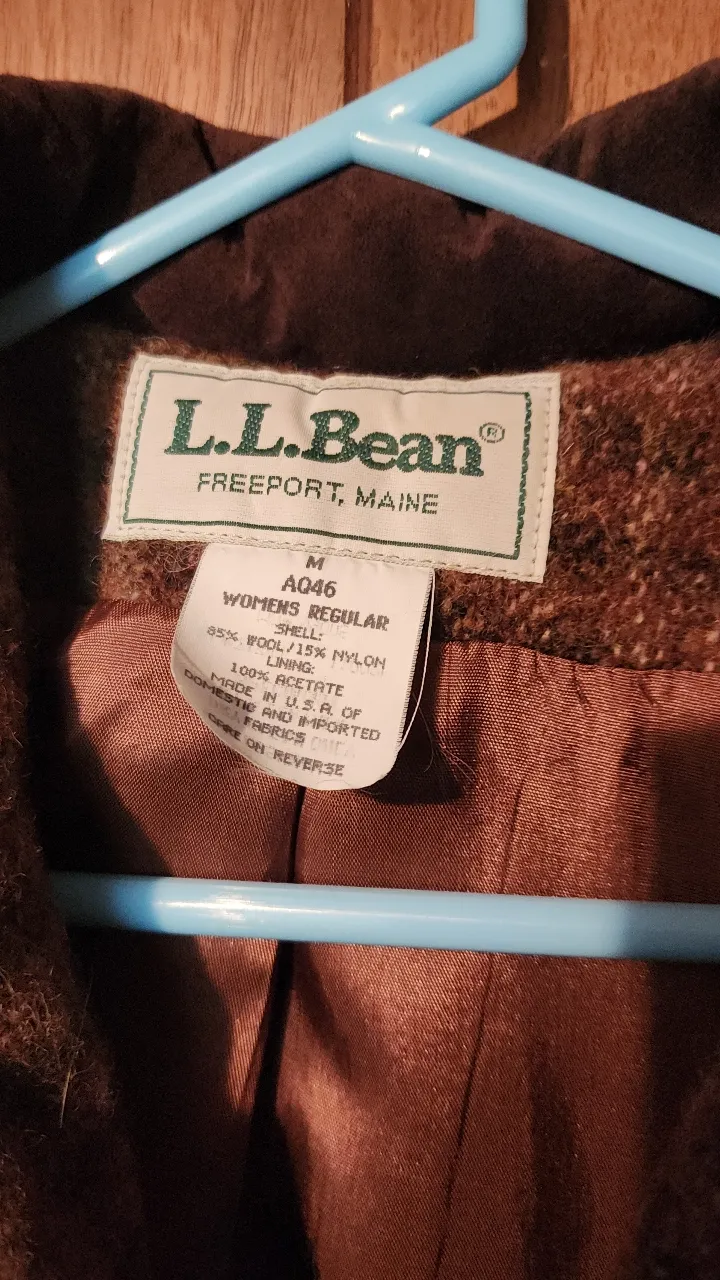 L.L.Bean®
FREEPORT, MAINE
M
AQ46
WOMENS REGULAR
SHELL:
85% WOOL/15% NYLON
LINING:
100% ACETATE
MADE IN U.S.A. OF
DOMESTIC AND IMPORTED
FABRICS
CARE ON REVERSE